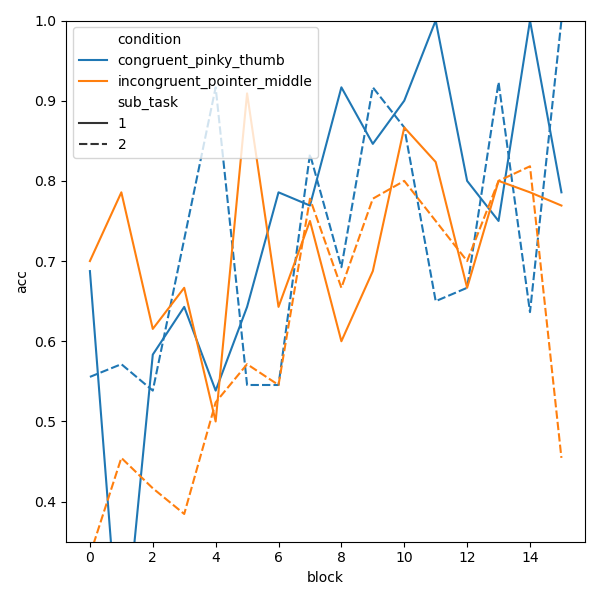 condition
congruent_pinky_thumb
incongruent_pointer_middle
sub_task
1
2
1.0
0.9
0.8
0.7
0.6
0.5
0.4
acc
0 2 4 6 8 10 12 14
block